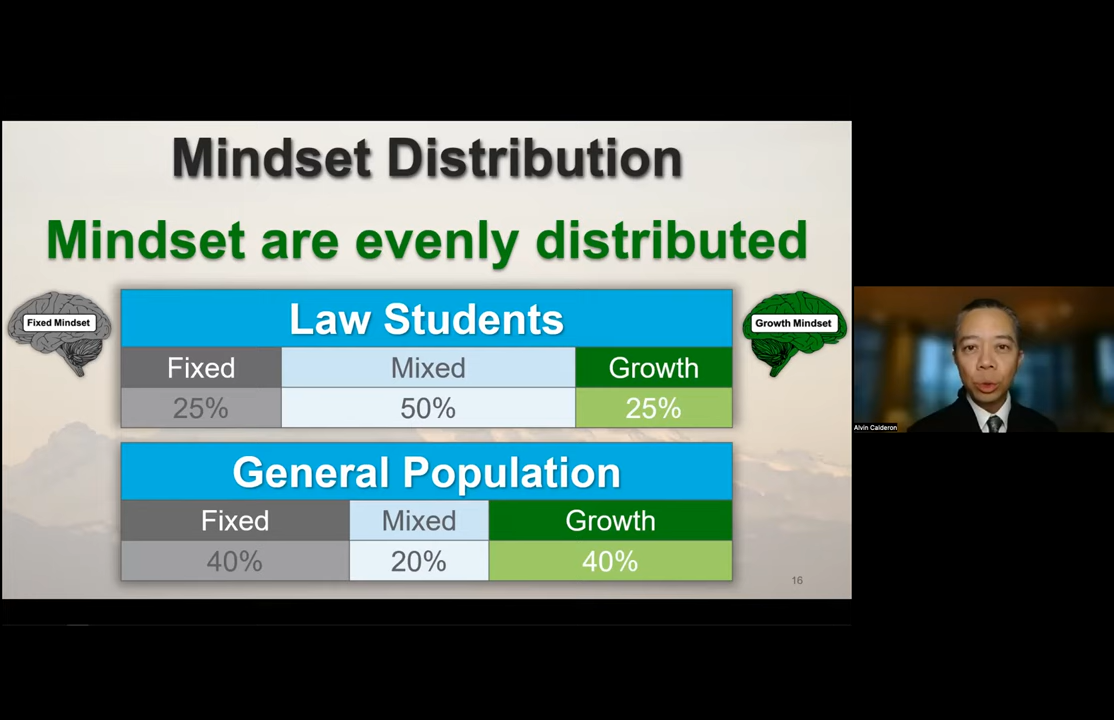 Mindset Distribution
Mindset are evenly distributed
Fixed Mindset
Growth Mindset
Law Students
Fixed Mixed Growth
25% 50% 25%
General Population
Fixed Mixed Growth
40% 20% 40%
16
Alvin Calderon